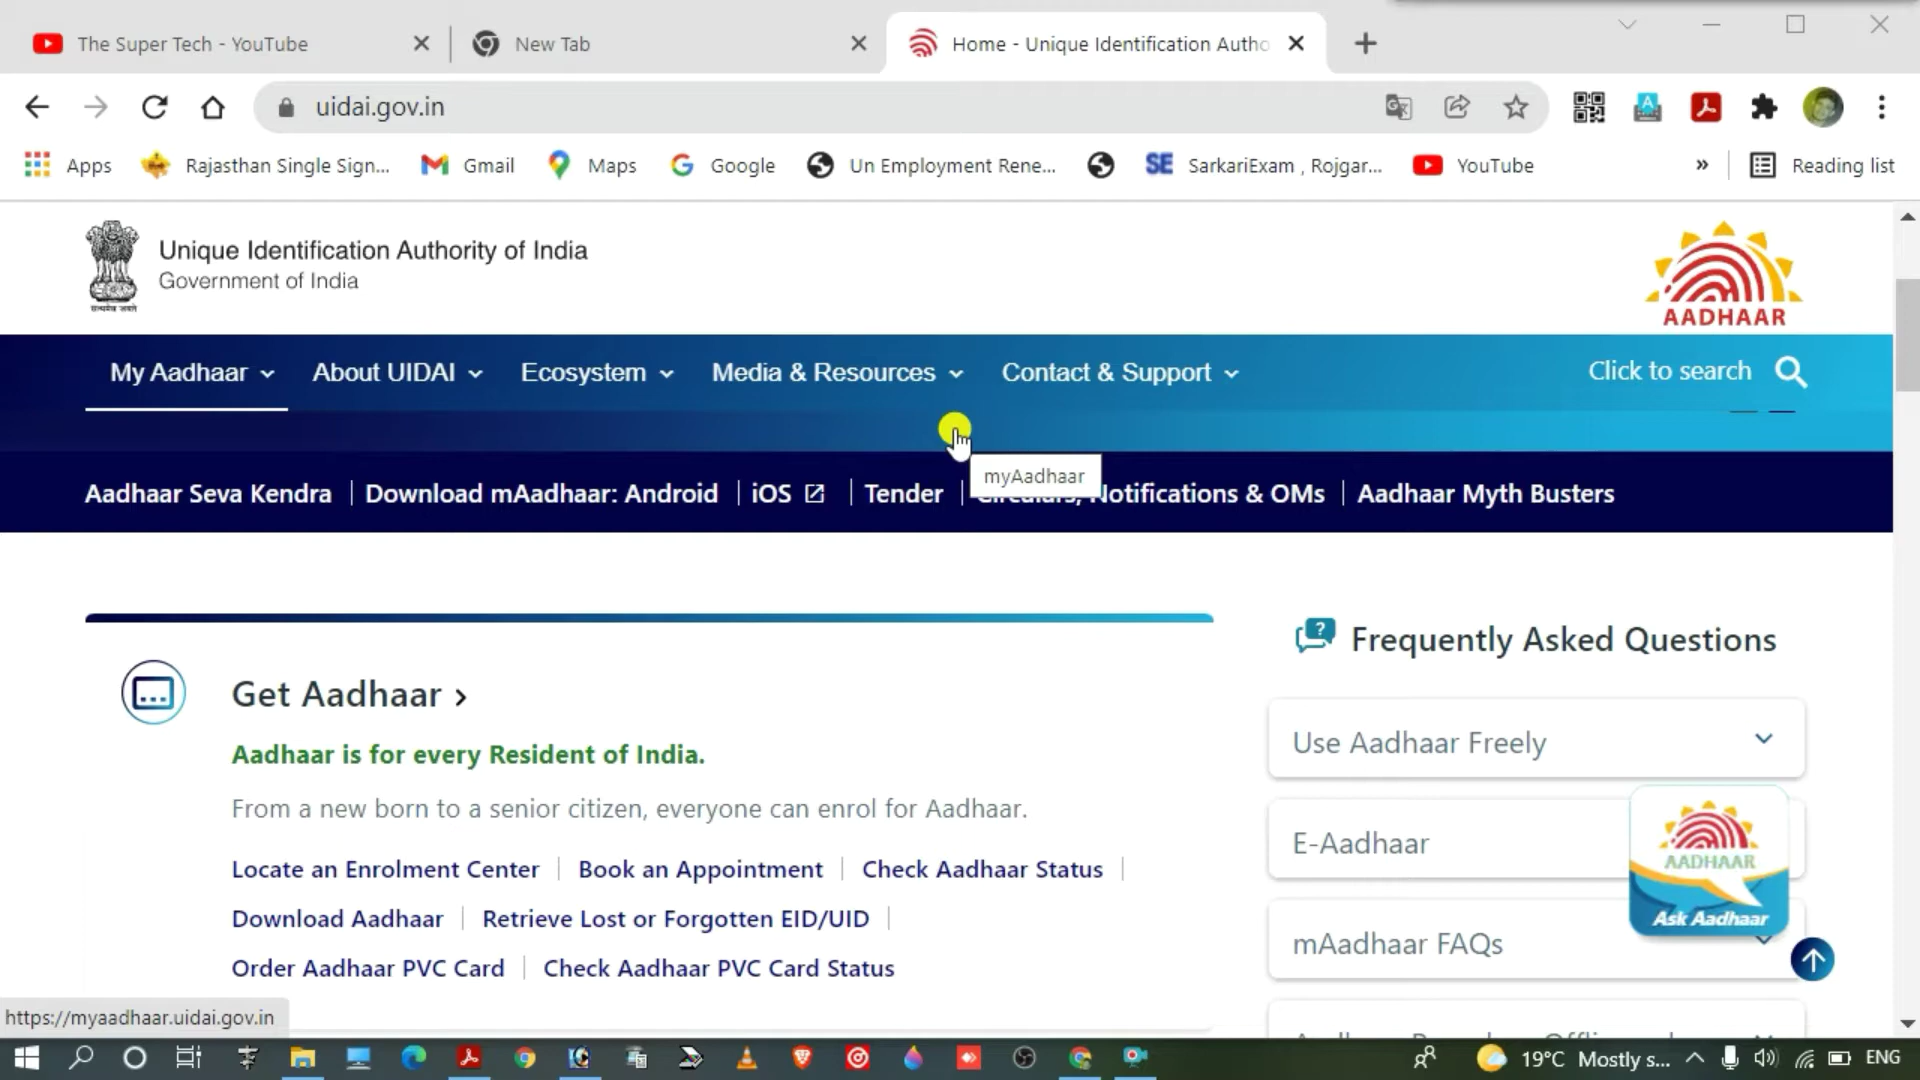 The Super Tech - YouTube
New Tab
Home - Unique Identification Autho
uidai.gov.in
Apps
Rajasthan Single Sign...
Gmail
Maps
Google
Un Employment Rene...
SE SarkariExam , Rojgar...
YouTube
»
Reading list
सत्यमेव जयते
Unique Identification Authority of India
Government of India
AADHAAR
My Aadhaar
About UIDAI
Ecosystem
Media & Resources
Contact & Support
Click to search
myAadhaar
Aadhaar Seva Kendra
Download mAadhaar: Android
iOS
Tender
Notifications & OMs
Aadhaar Myth Busters
Get Aadhaar
Aadhaar is for every Resident of India.
From a new born to a senior citizen, everyone can enrol for Aadhaar.
Locate an Enrolment Center | Book an Appointment | Check Aadhaar Status |
Download Aadhaar | Retrieve Lost or Forgotten EID/UID |
Order Aadhaar PVC Card | Check Aadhaar PVC Card Status
Frequently Asked Questions
Use Aadhaar Freely
E-Aadhaar
mAadhaar FAQs
AADHAAR
Ask Aadhaar
https://myaadhaar.uidai.gov.in
19°C Mostly s...
ENG